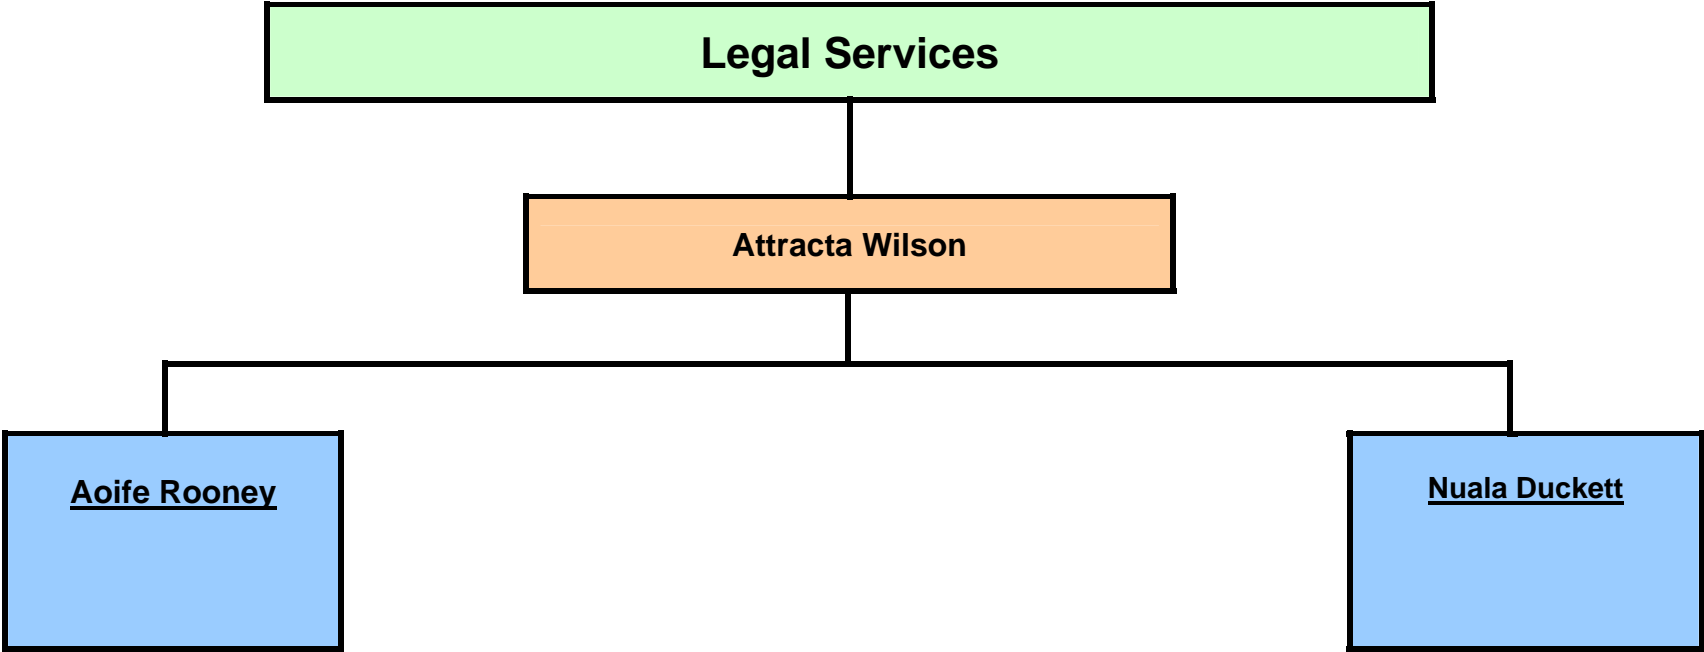 Legal Services
Attracta Wilson
Aoife Rooney
Nuala Duckett